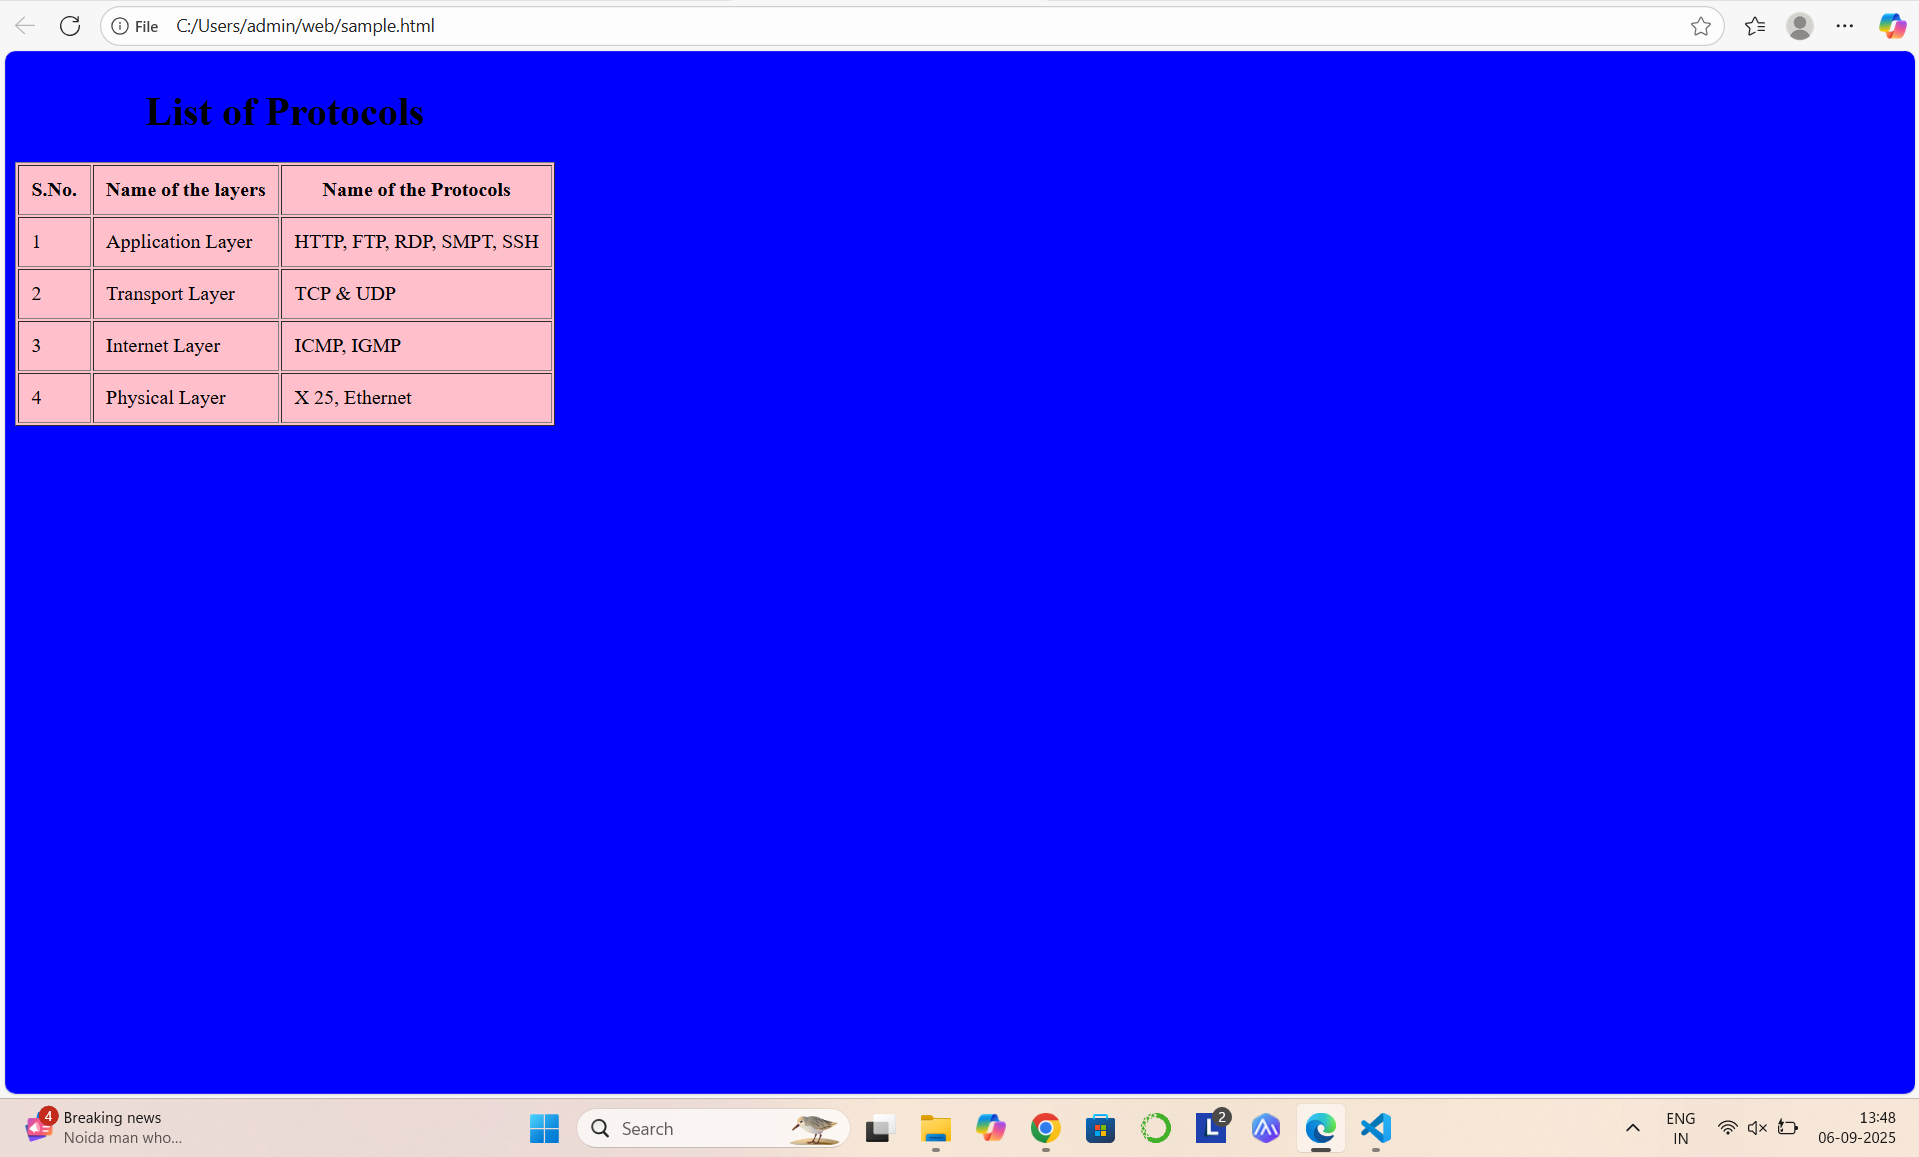 File C:/Users/admin/web/sample.html
List of Protocols
S.No. Name of the layers Name of the Protocols
1 Application Layer HTTP, FTP, RDP, SMPT, SSH
2 Transport Layer TCP & UDP
3 Internet Layer ICMP, IGMP
4 Physical Layer X 25, Ethernet
4 Breaking news
Noida man who...
Search
L 2
ENG
IN
13:48
06-09-2025